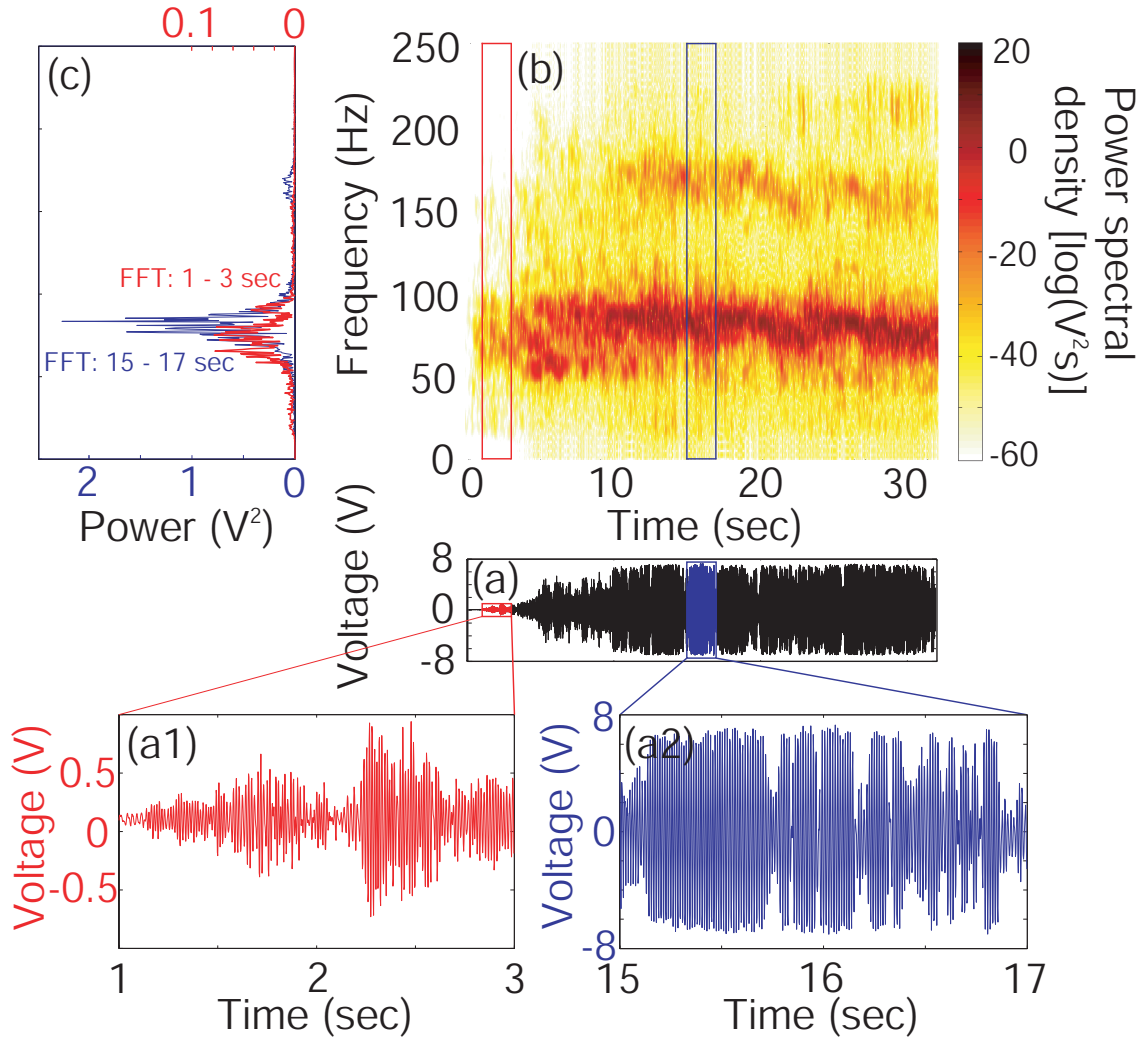 0.1 0
(c)
FFT: 1 - 3 sec
FFT: 15 - 17 sec
2 1 0
Power (V²)
250
200
150
100
50
0
Frequency (Hz)
(b)
0 10 20 30
Time (sec)
20
0
-20
-40
-60
Power spectral
density [log(V²s)]
8
0
-8
Voltage (V)
(a)
(a1)
0.5
0
-0.5
Voltage (V)
1 2 3
Time (sec)
(a2)
8
0
-8
Voltage (V)
15 16 17
Time (sec)